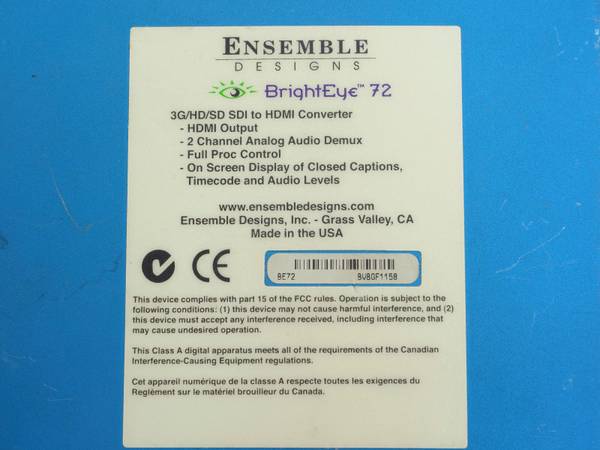 ENSEMBLE
DESIGNS
BrightEye™ 72
3G/HD/SD SDI to HDMI Converter
- HDMI Output
- 2 Channel Analog Audio Demux
- Full Proc Control
- On Screen Display of Closed Captions,
Timecode and Audio Levels
www.ensembledesigns.com
Ensemble Designs, Inc. - Grass Valley, CA
Made in the USA
CE
BE72 BV8GF1158
This device complies with part 15 of the FCC rules. Operation is subject to the
following conditions: (1) this device may not cause harmful interference, and (2)
this device must accept any interference received, including interference that
may cause undesired operation.
This Class A digital apparatus meets all of the requirements of the Canadian
Interference-Causing Equipment regulations.
Cet appareil numérique de la classe A respecte toutes les exigences du
Reglément sur le matériel brouilleur du Canada.